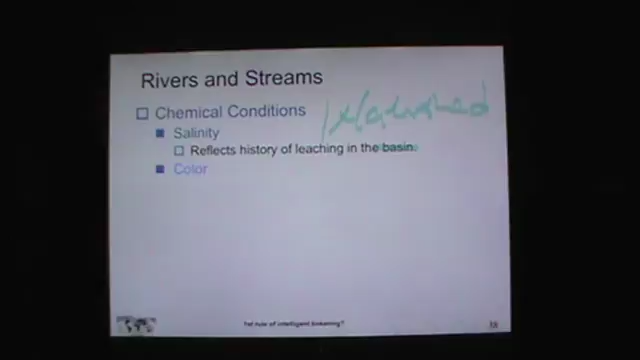 Rivers and Streams
Chemical Conditions
Watershed
Salinity
Reflects history of leaching in the basin.
Color
1st rule of intelligent tinkering?